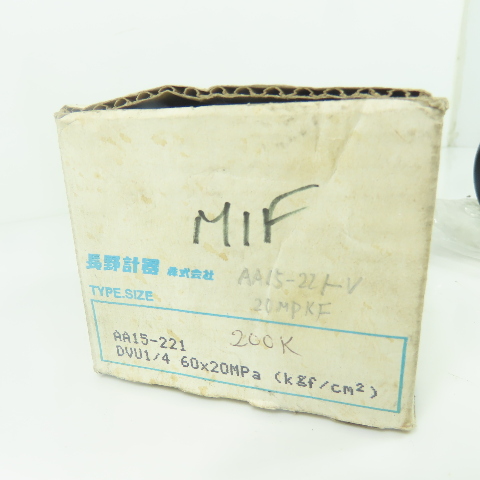 MIF
長野計器 株式会社
AA15-221-V
20MPKF
TYPE.SIZE
200K
AA15-221
DVU1/4 60x20MPa (kgf/cm²)